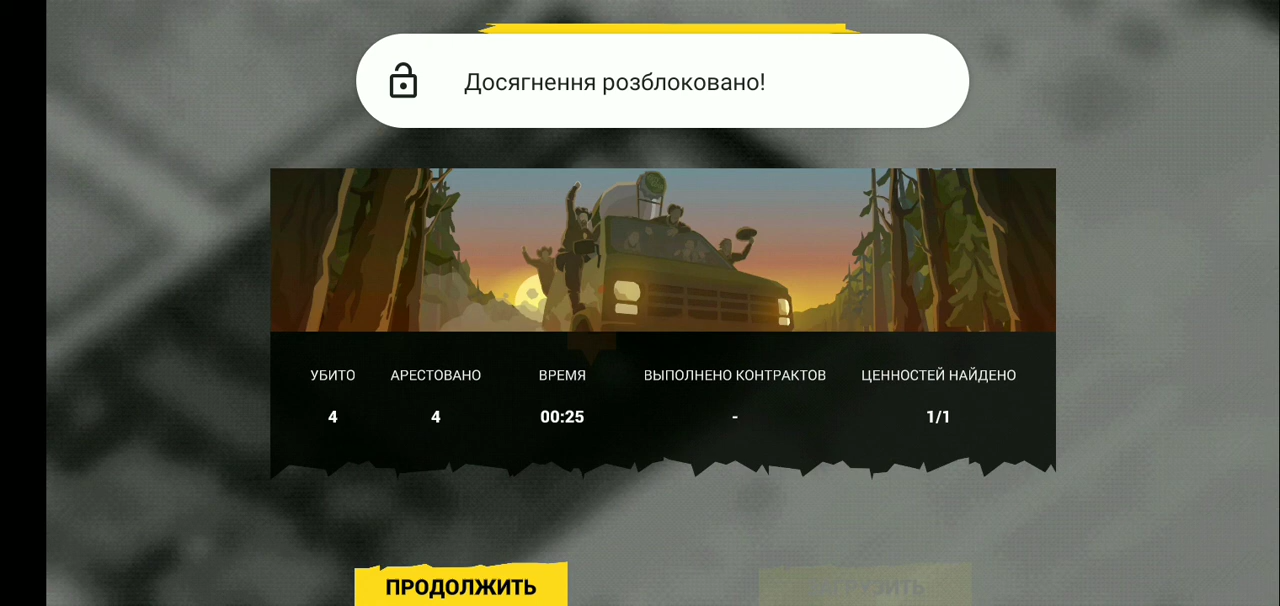 Досягнення розблоковано!
УБИТО АРЕСТОВАНО ВРЕМЯ ВЫПОЛНЕНО КОНТРАКТОВ ЦЕННОСТЕЙ НАЙДЕНО
4 4 00:25 - 1/1
ПРОДОЛЖИТЬ